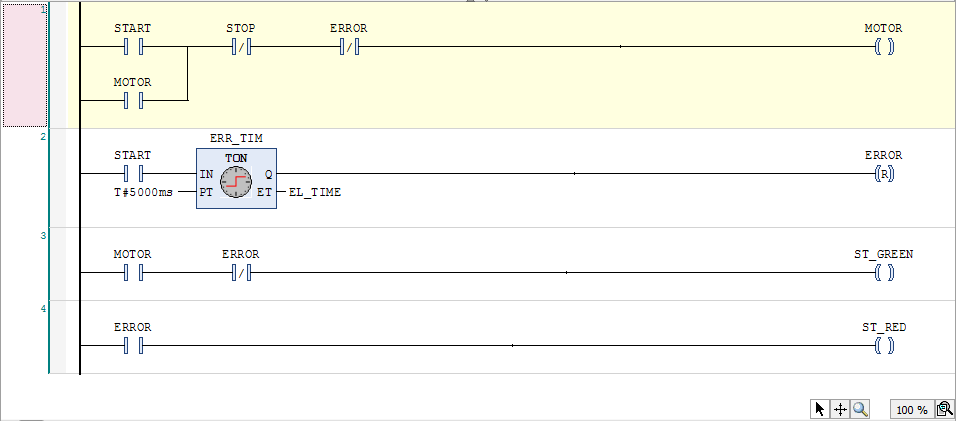 1
START STOP ERROR MOTOR
MOTOR
2
ERR_TIM
START TON ERROR
IN Q R
T#5000ms PT ET EL_TIME
3
MOTOR ERROR ST_GREEN
4
ERROR ST_RED
100 %